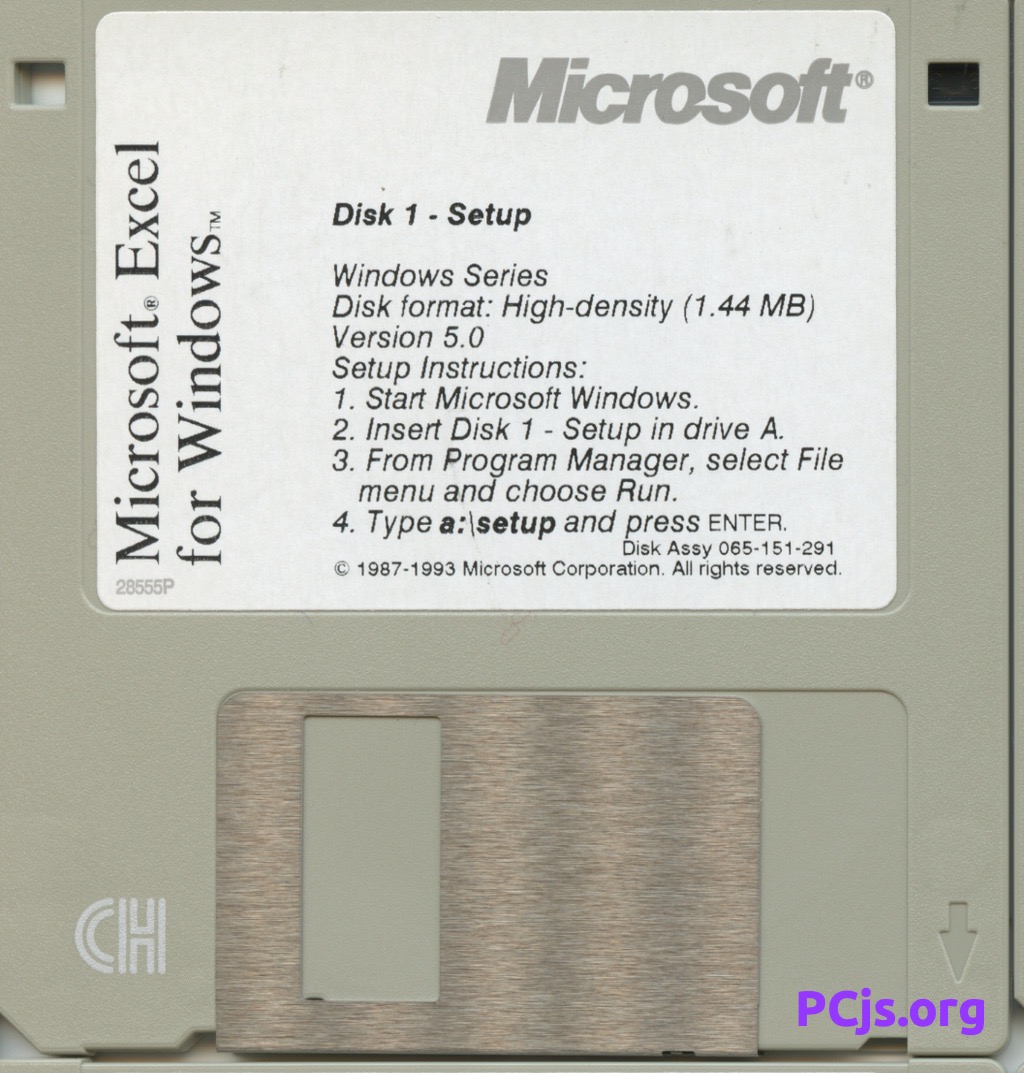 Microsoft®
Microsoft® Excel
for Windows™
Disk 1 - Setup
Windows Series
Disk format: High-density (1.44 MB)
Version 5.0
Setup Instructions:
1. Start Microsoft Windows.
2. Insert Disk 1 - Setup in drive A.
3. From Program Manager, select File
menu and choose Run.
4. Type a:\setup and press ENTER.
Disk Assy 065-151-291
© 1987-1993 Microsoft Corporation. All rights reserved.
28555P
CH
PCjs.org